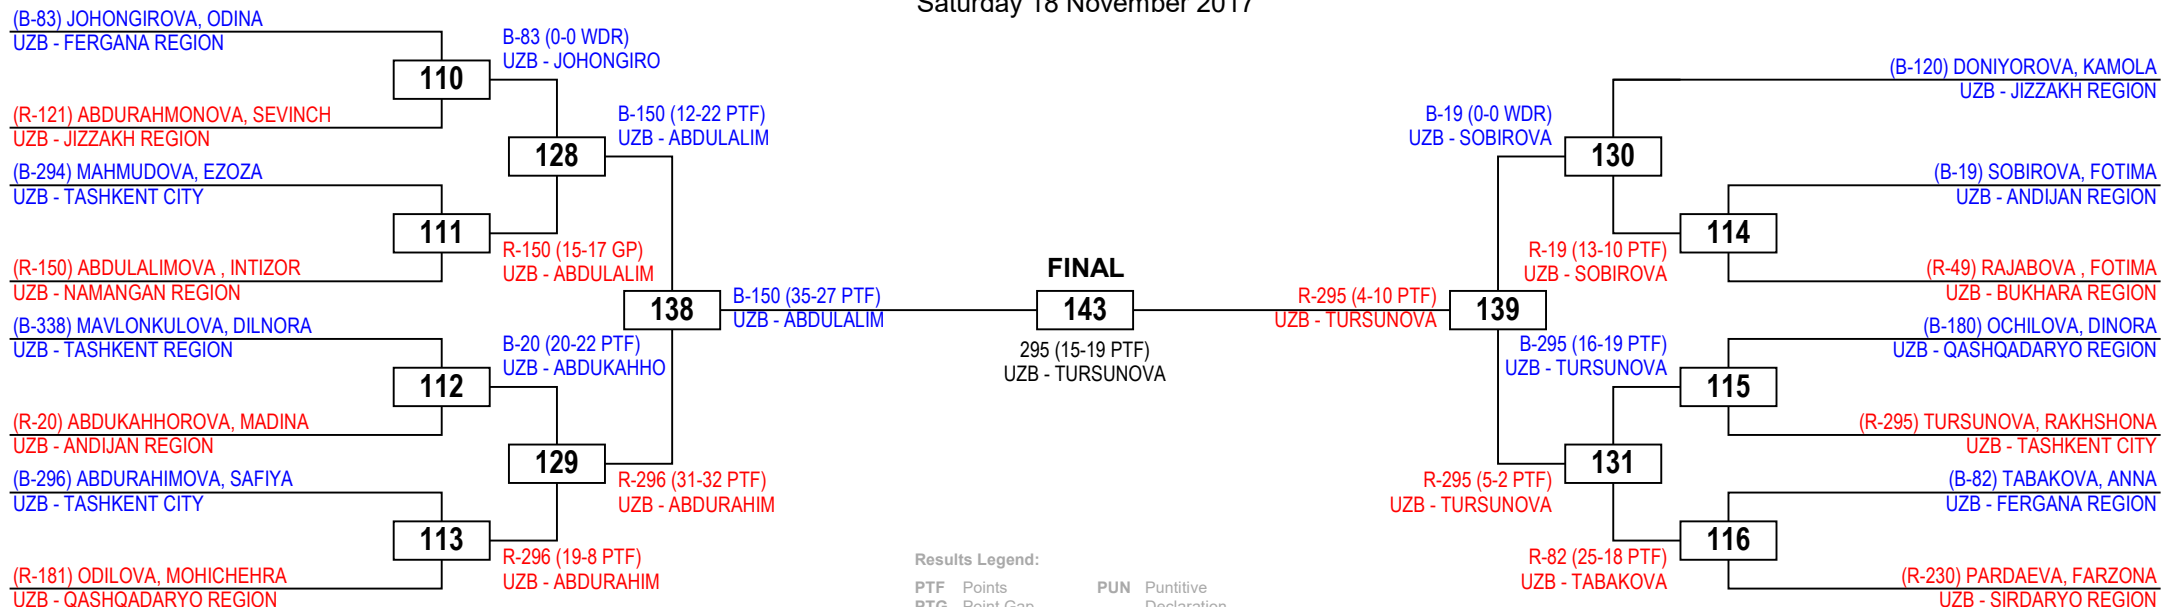 Saturday 18 November 2017
(B-83) JOHONGIROVA, ODINA
UZB - FERGANA REGION
110
(R-121) ABDURAHMONOVA, SEVINCH
UZB - JIZZAKH REGION
B-83 (0-0 WDR)
UZB - JOHONGIRO
128
(B-294) MAHMUDOVA, EZOZA
UZB - TASHKENT CITY
111
(R-150) ABDULALIMOVA , INTIZOR
UZB - NAMANGAN REGION
R-150 (15-17 GP)
UZB - ABDULALIM
B-150 (12-22 PTF)
UZB - ABDULALIM
138
(B-338) MAVLONKULOVA, DILNORA
UZB - TASHKENT REGION
112
(R-20) ABDUKAHHOROVA, MADINA
UZB - ANDIJAN REGION
B-20 (20-22 PTF)
UZB - ABDUKAHHO
129
(B-296) ABDURAHIMOVA, SAFIYA
UZB - TASHKENT CITY
113
(R-181) ODILOVA, MOHICHEHRA
UZB - QASHQADARYO REGION
R-296 (19-8 PTF)
UZB - ABDURAHIM
R-296 (31-32 PTF)
UZB - ABDURAHIM
B-150 (35-27 PTF)
UZB - ABDULALIM
FINAL
143
295 (15-19 PTF)
UZB - TURSUNOVA
R-295 (4-10 PTF)
UZB - TURSUNOVA
139
B-19 (0-0 WDR)
UZB - SOBIROVA
130
(B-120) DONIYOROVA, KAMOLA
UZB - JIZZAKH REGION
(B-19) SOBIROVA, FOTIMA
UZB - ANDIJAN REGION
114
R-19 (13-10 PTF)
UZB - SOBIROVA
(R-49) RAJABOVA , FOTIMA
UZB - BUKHARA REGION
(B-180) OCHILOVA, DINORA
UZB - QASHQADARYO REGION
B-295 (16-19 PTF)
UZB - TURSUNOVA
115
(R-295) TURSUNOVA, RAKHSHONA
UZB - TASHKENT CITY
131
R-295 (5-2 PTF)
UZB - TURSUNOVA
(B-82) TABAKOVA, ANNA
UZB - FERGANA REGION
116
R-82 (25-18 PTF)
UZB - TABAKOVA
(R-230) PARDAEVA, FARZONA
UZB - SIRDARYO REGION
Results Legend:
PTF Points PUN Puntitive
PTG Point Gap Declaration